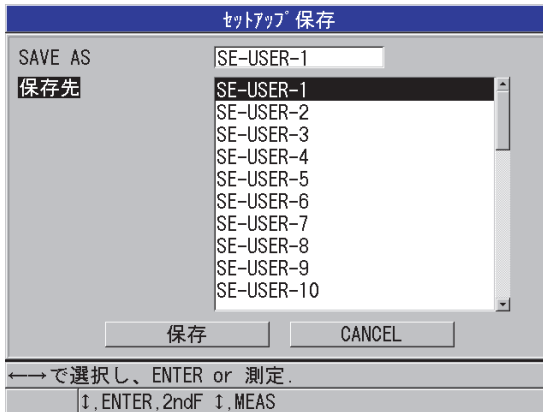 セットアップ 保存
SAVE AS
SE-USER-1
保存先
SE-USER-1
SE-USER-2
SE-USER-3
SE-USER-4
SE-USER-5
SE-USER-6
SE-USER-7
SE-USER-8
SE-USER-9
SE-USER-10
保存
CANCEL
←→で選択し、ENTER or 測定.
↕,ENTER,2ndF ↕,MEAS